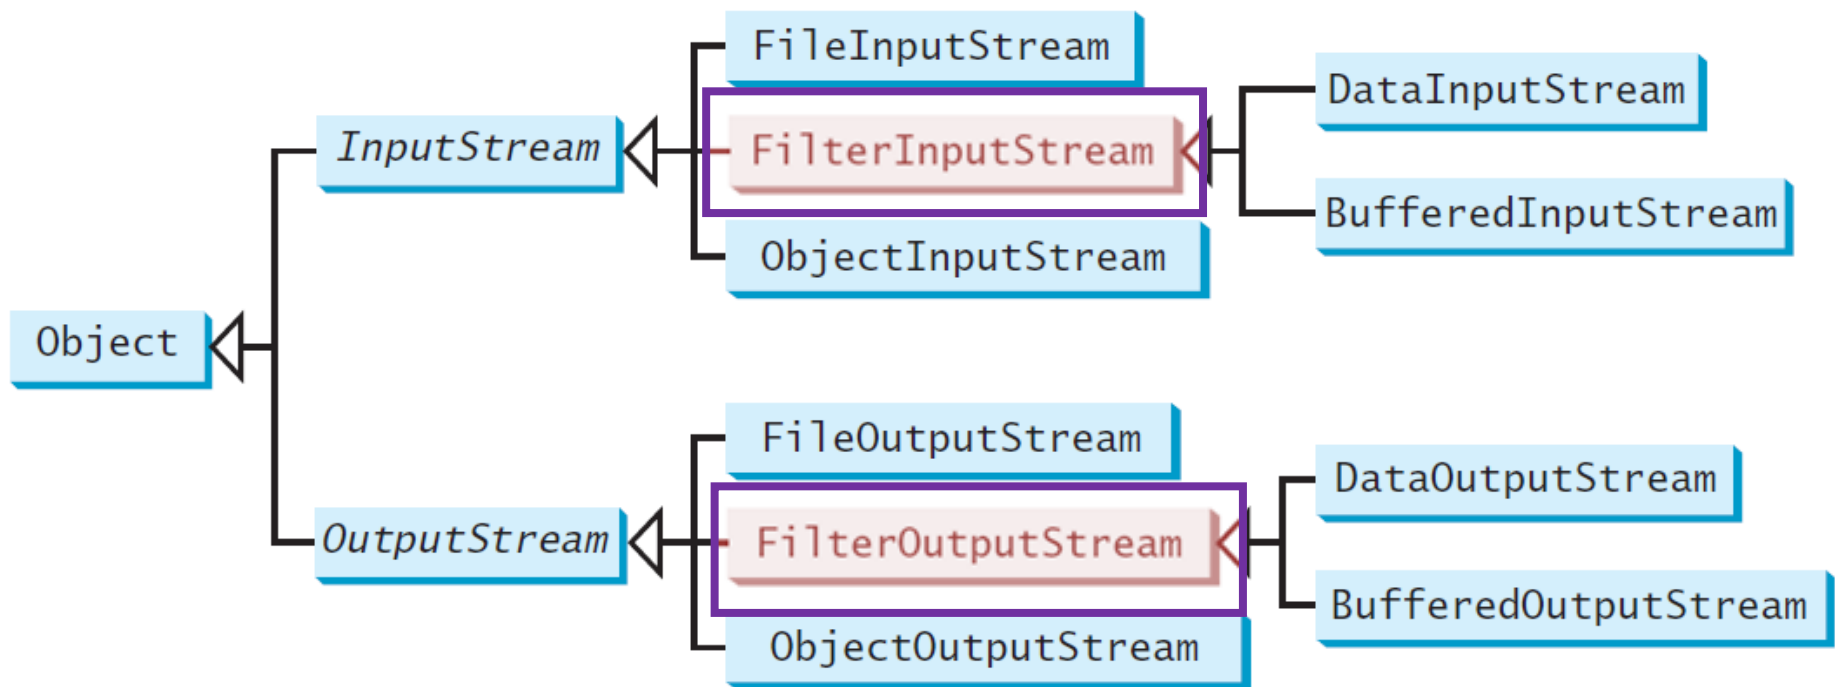 FileInputStream
DataInputStream
InputStream
FilterInputStream
BufferedInputStream
ObjectInputStream
Object
FileOutputStream
DataOutputStream
OutputStream
FilterOutputStream
BufferedOutputStream
ObjectOutputStream